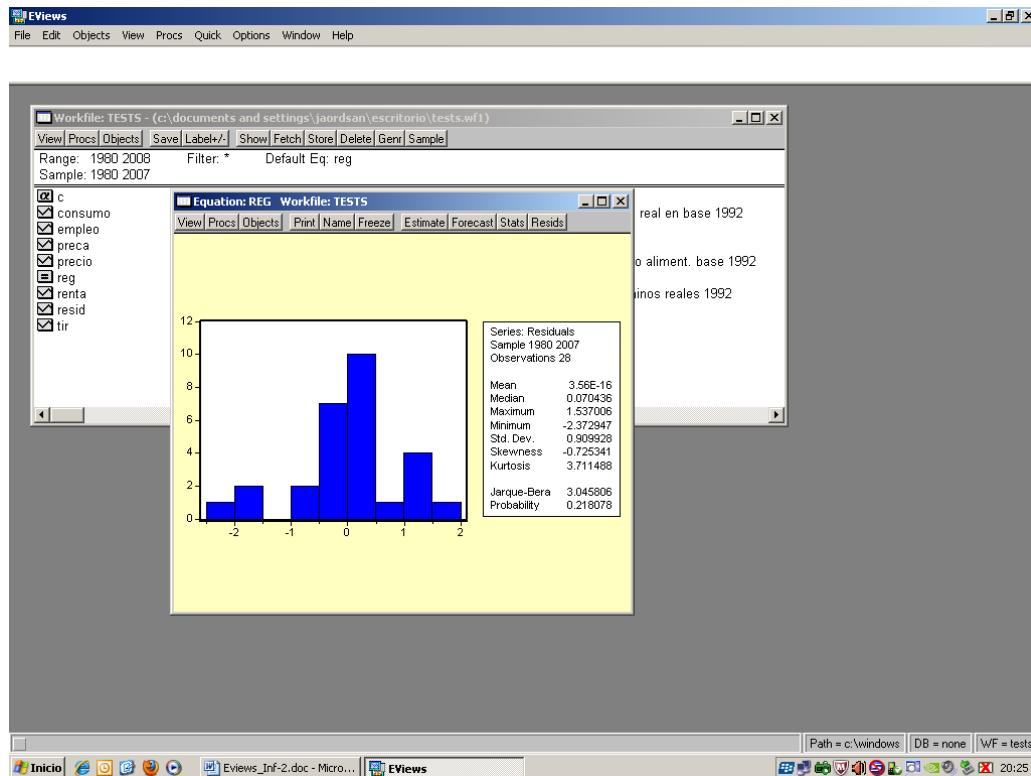 EViews
File Edit Objects View Procs Quick Options Window Help
Workfile: TESTS - (c:\documents and settings\jaordsan\escritorio\tests.wf1)
View Procs Objects Save Label+/- Show Fetch Store Delete Genr Sample
Range: 1980 2008 Filter: * Default Eq: reg
Sample: 1980 2007
c
consumo
empleo
preca
precio
reg
renta
resid
tir
real en base 1992
o aliment. base 1992
inos reales 1992
Equation: REG Workfile: TESTS
View Procs Objects Print Name Freeze Estimate Forecast Stats Resids
12
10
8
6
4
2
0
-2 -1 0 1 2
Series: Residuals
Sample 1980 2007
Observations 28
Mean 3.56E-16
Median 0.070436
Maximum 1.537006
Minimum -2.372947
Std. Dev. 0.909928
Skewness -0.725341
Kurtosis 3.711488
Jarque-Bera 3.045806
Probability 0.218078
Path = c:\windows DB = none WF = tests
Inicio Eviews_Inf-2.doc - Micro... EViews 20:25